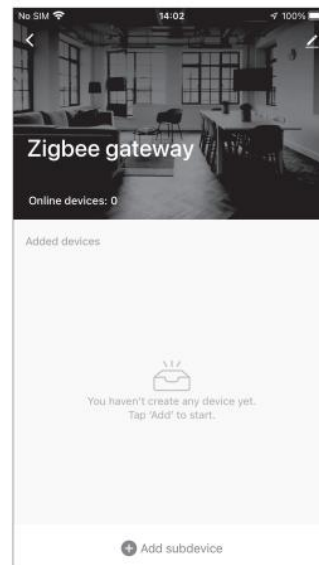 No SIM 14:02 100%
Zigbee gateway
Online devices: 0
Added devices
You haven't create any device yet.
Tap 'Add' to start.
Add subdevice